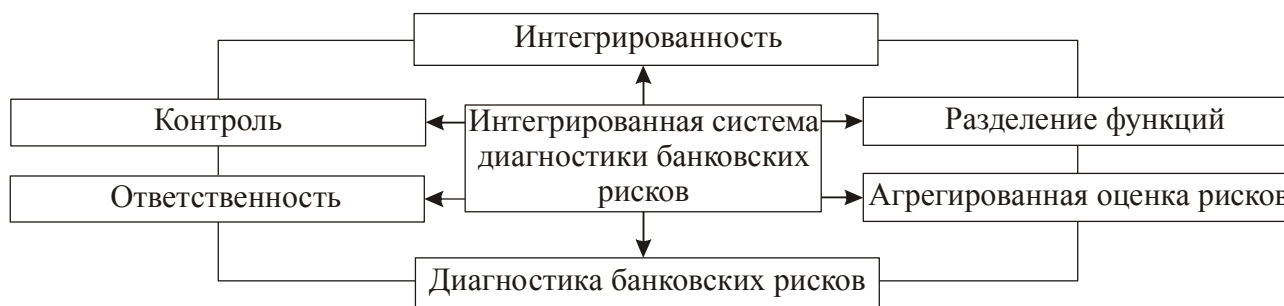 Интегрированность
Контроль
Интегрированная система
диагностики банковских
рисков
Разделение функций
Ответственность
Агрегированная оценка рисков
Диагностика банковских рисков